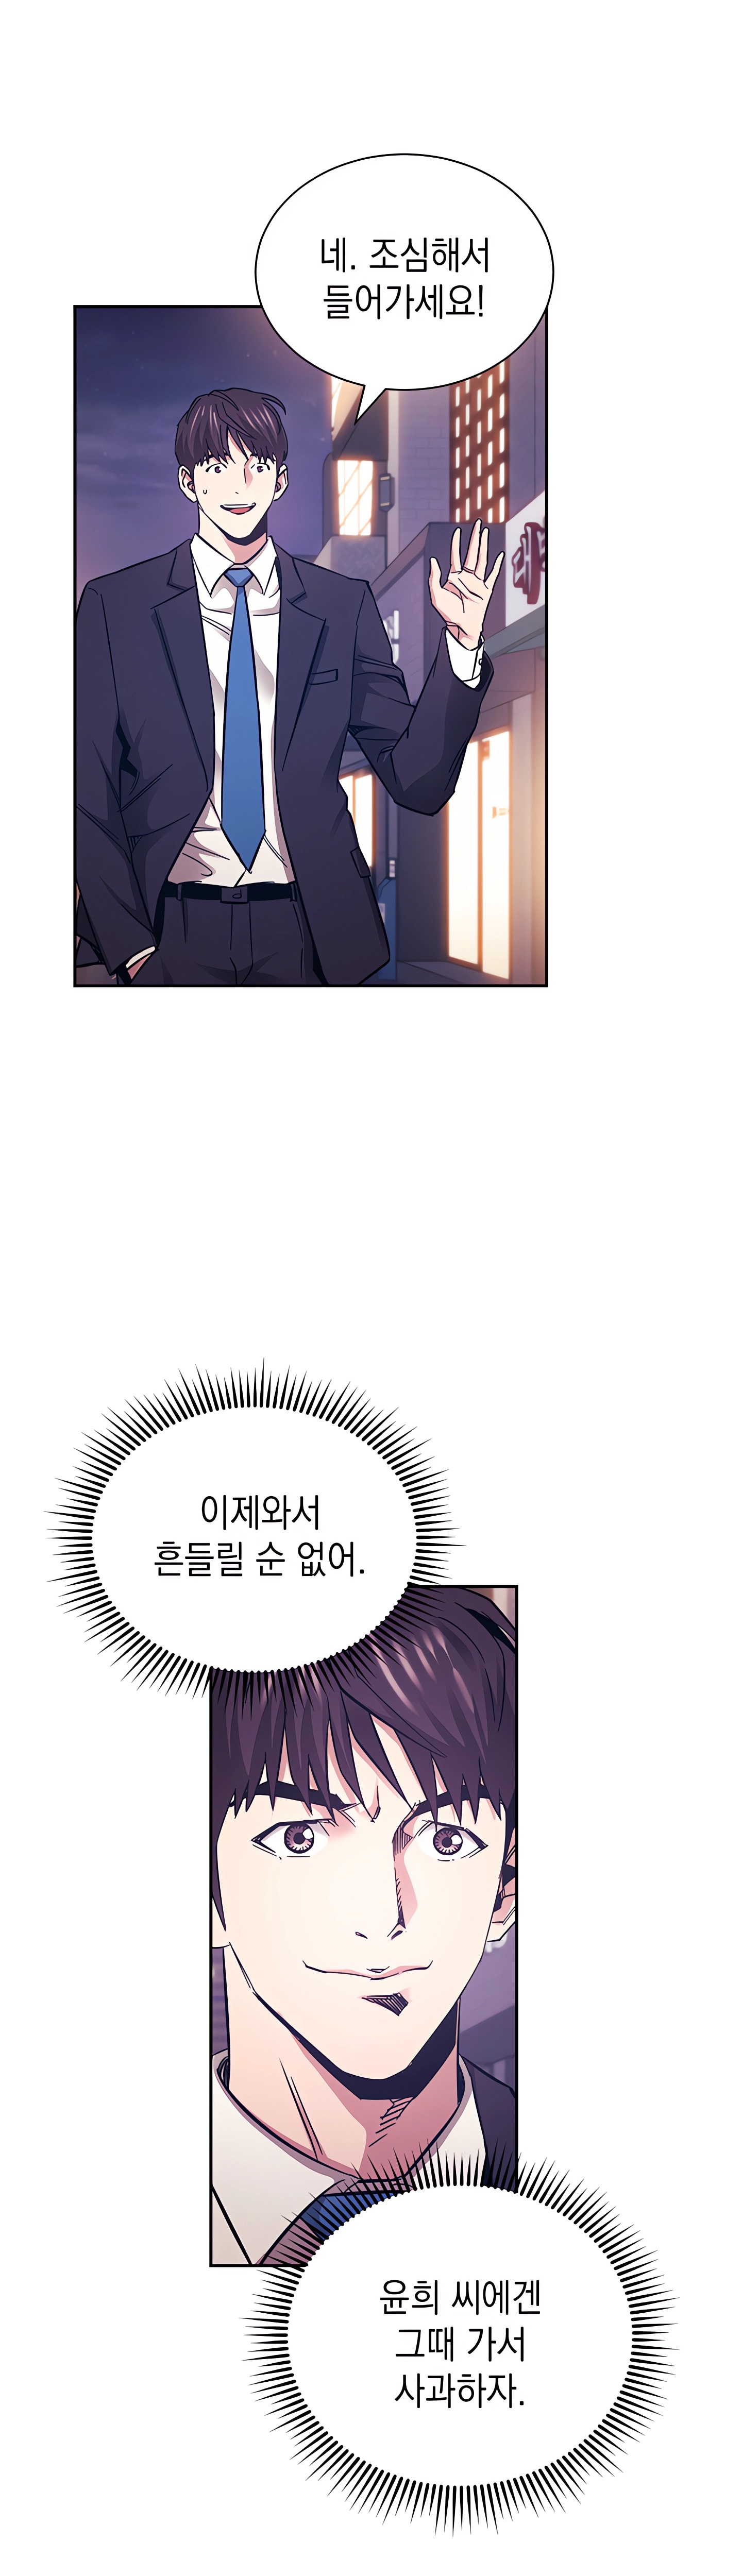 네. 조심해서
들어가세요!
이제와서
흔들릴 순 없어.
윤희 씨에겐
그때 가서
사과하자.